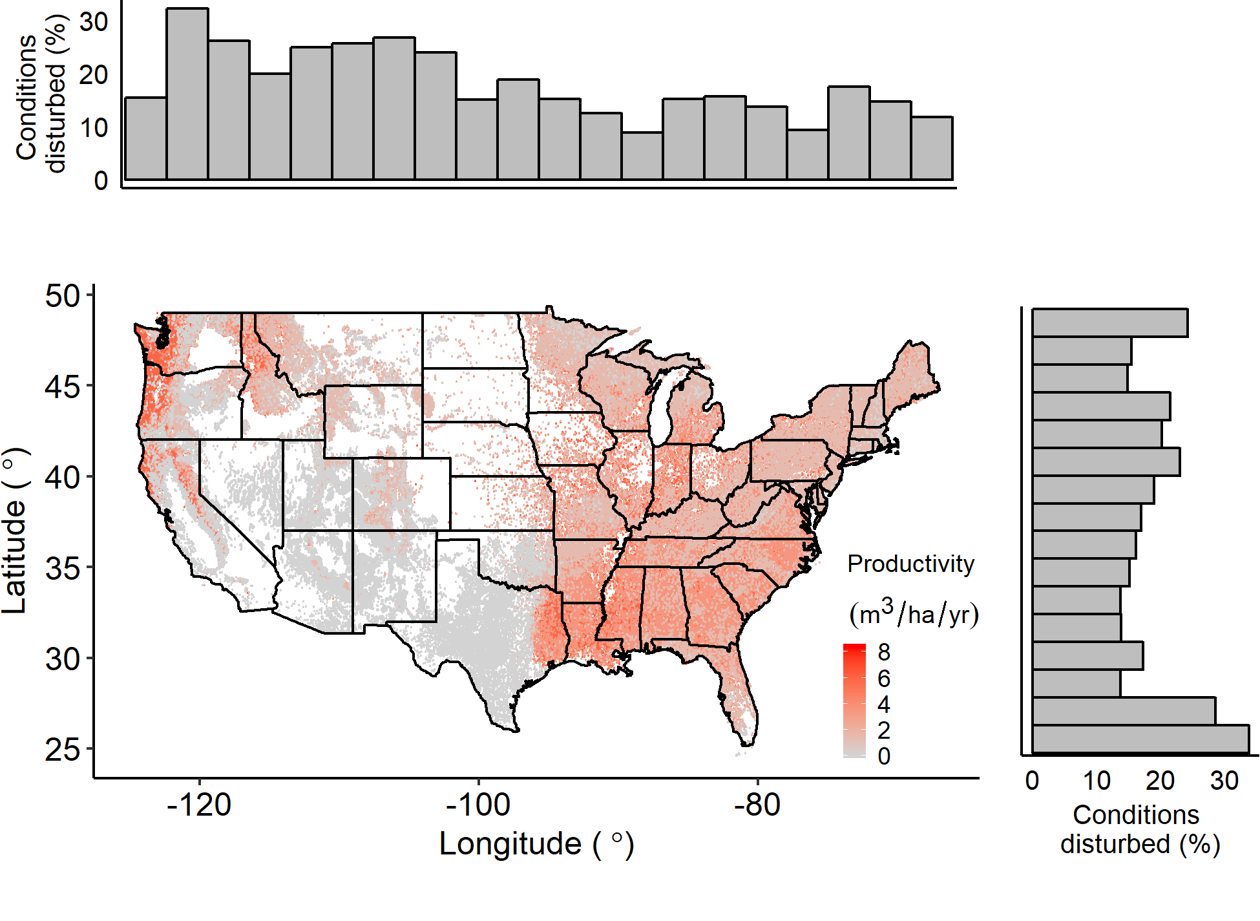 Conditions
disturbed (%)
30
20
10
0
50
45
40
35
30
25
Latitude ( °)
-120
-100
-80
Longitude ( °)
Productivity
(m3/ha/yr)
8
6
4
2
0
0 10 20 30
Conditions
disturbed (%)